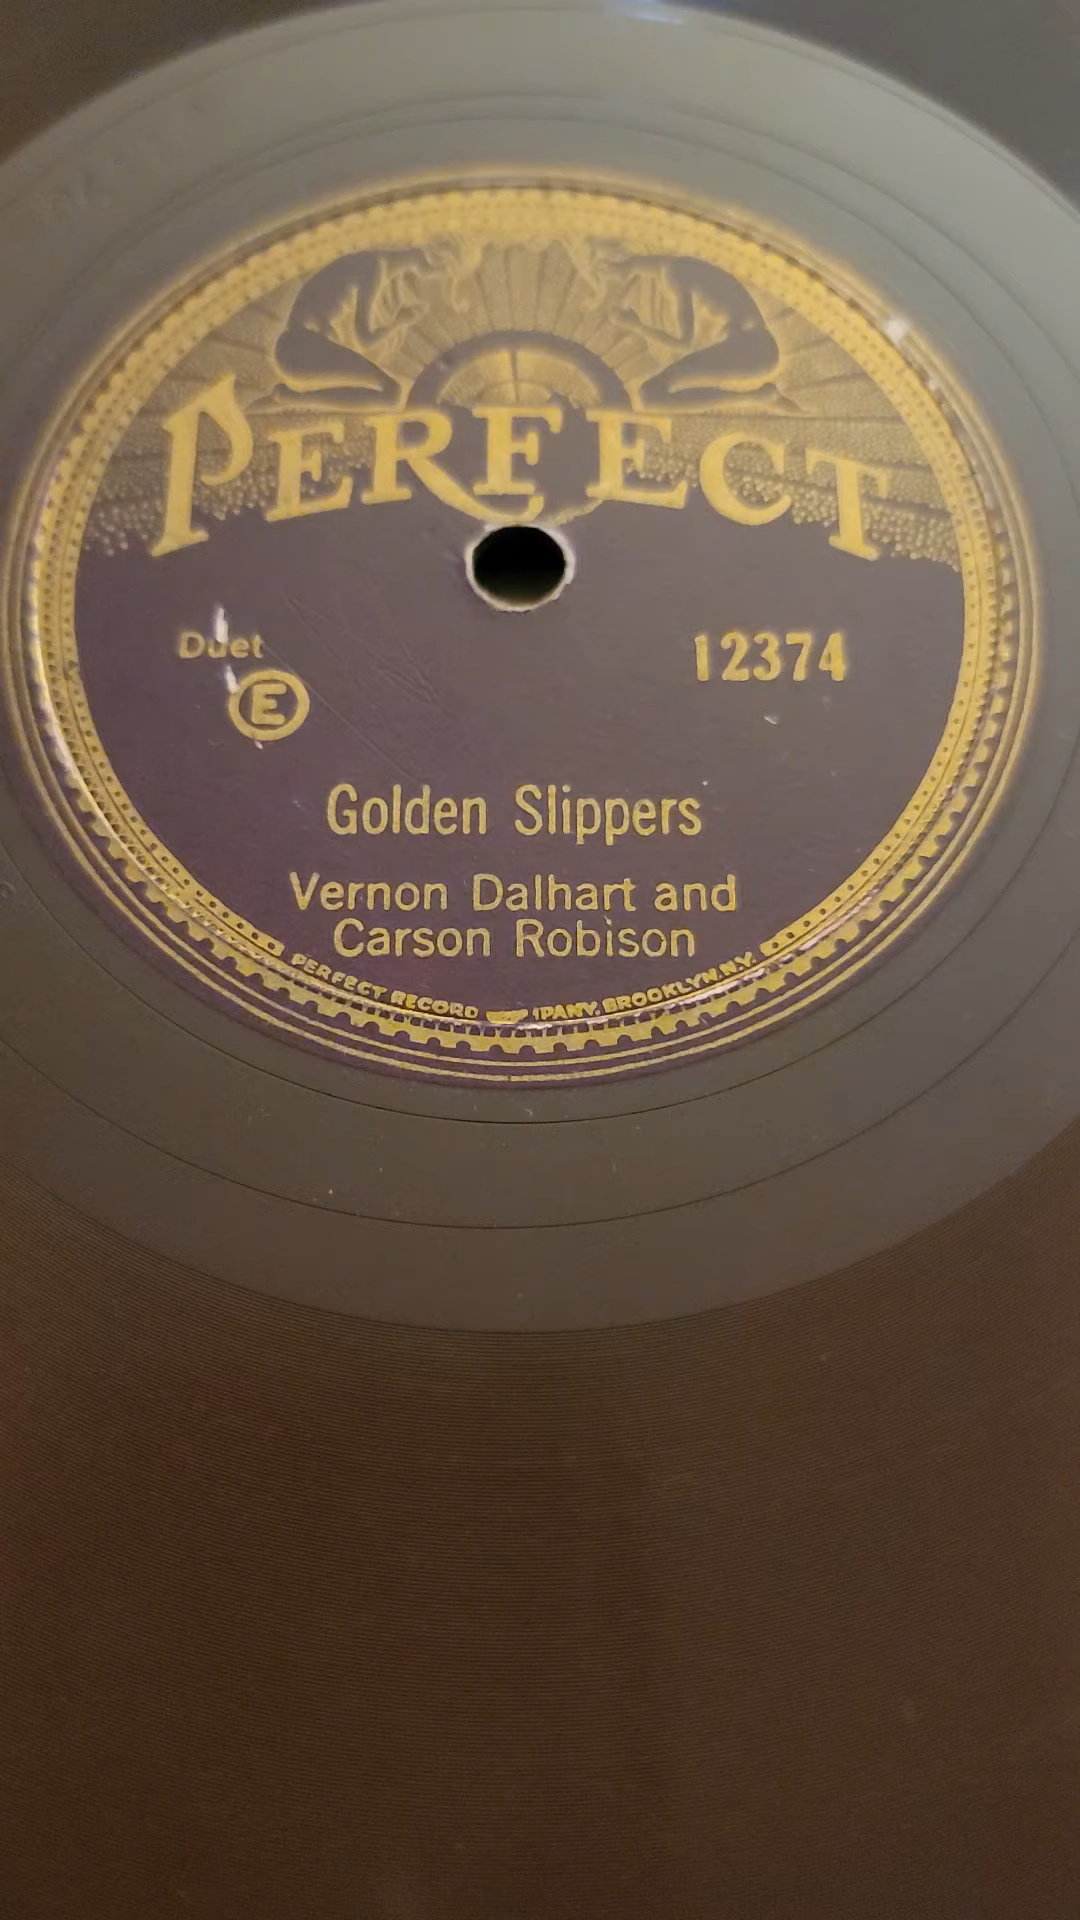 PERFECT
Duet
12374
E
Golden Slippers
Vernon Dalhart and
Carson Robison
PERFECT RECORD BROOKLYN, N.Y.